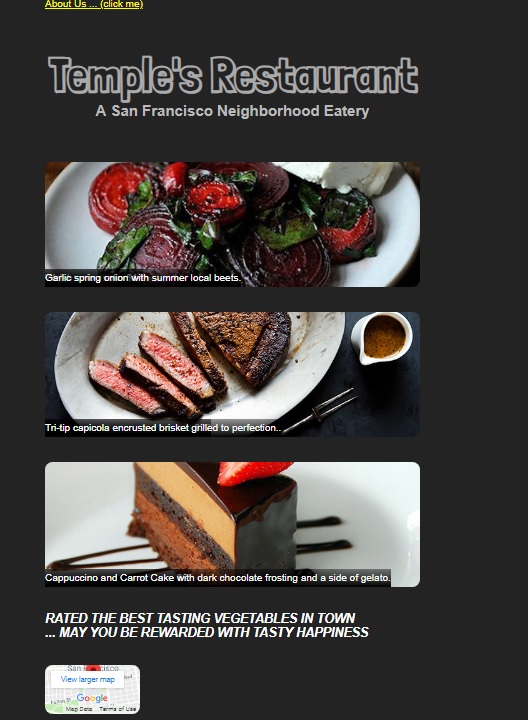 About Us ... (click me)
Temple's Restaurant
A San Francisco Neighborhood Eatery
Garlic spring onion with summer local beets.
Tri-tip capicola encrusted brisket grilled to perfection..
Cappuccino and Carrot Cake with dark chocolate frosting and a side of gelato.
RATED THE BEST TASTING VEGETABLES IN TOWN
... MAY YOU BE REWARDED WITH TASTY HAPPINESS
View larger map
Google
Map Data Terms of Use